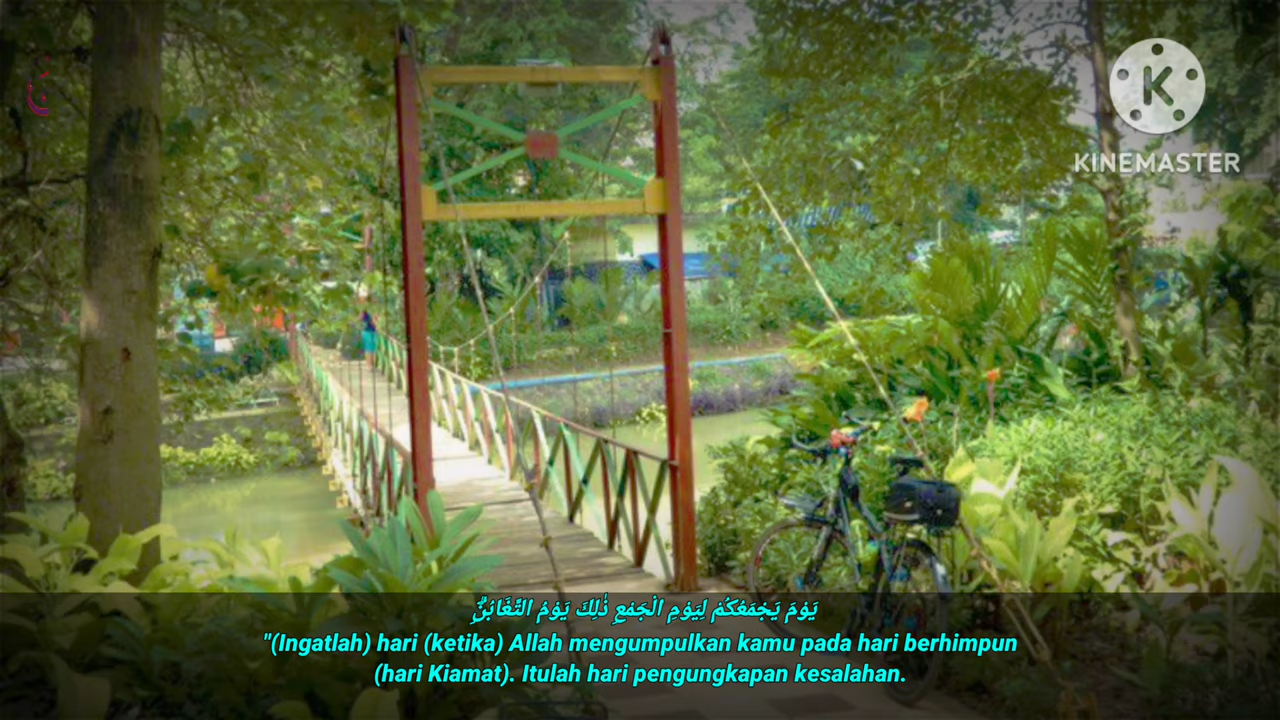 KINEMASTER
يَوْمَ يَجْمَعُكُمْ لِيَوْمِ الْجَمْعِ ذٰلِكَ يَوْمُ التَّغَابُنِۗ
"(Ingatlah) hari (ketika) Allah mengumpulkan kamu pada hari berhimpun
(hari Kiamat). Itulah hari pengungkapan kesalahan.